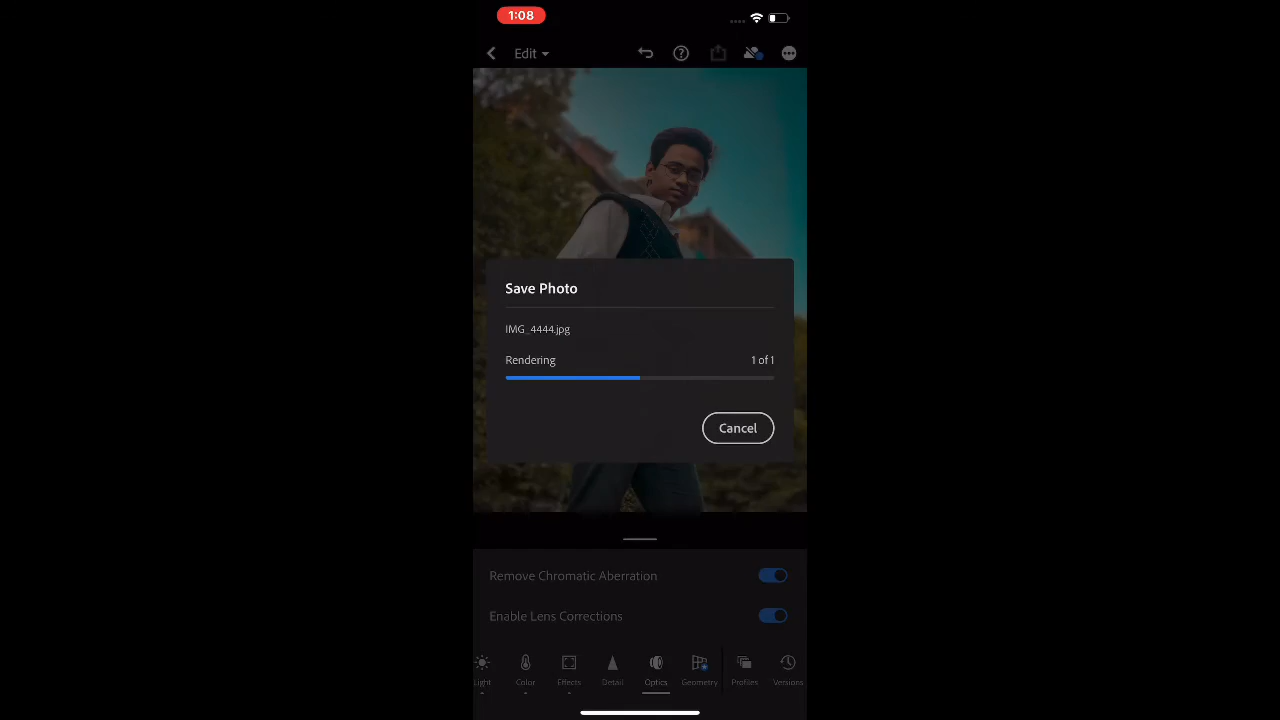 1:08
Edit
Save Photo
IMG_4444.jpg
Rendering 1 of 1
Cancel
Remove Chromatic Aberration
Enable Lens Corrections
Light Color Effects Detail Optics Geometry Profiles Versions